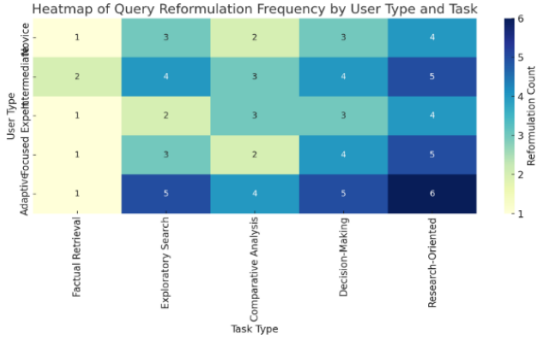 Heatmap of Query Reformulation Frequency by User Type and Task
Novice 1 3 2 3 4
Intermediate 2 4 3 4 5
Expert 1 2 3 3 4
Focused 1 3 2 4 5
Adaptive 1 5 4 5 6
User Type
Factual Retrieval
Exploratory Search
Comparative Analysis
Decision-Making
Research-Oriented
Task Type
6
5
4
3
2
1
Reformulation Count